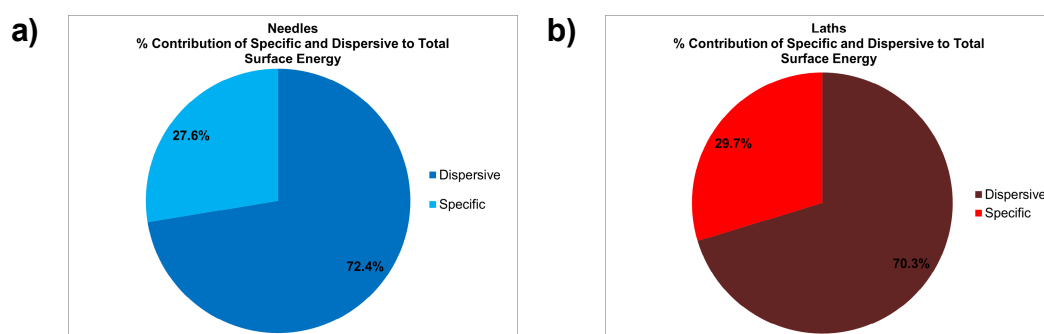 a)
Needles
% Contribution of Specific and Dispersive to Total
Surface Energy
27.6%
72.4%
Dispersive
Specific
b)
Laths
% Contribution of Specific and Dispersive to Total
Surface Energy
29.7%
70.3%
Dispersive
Specific